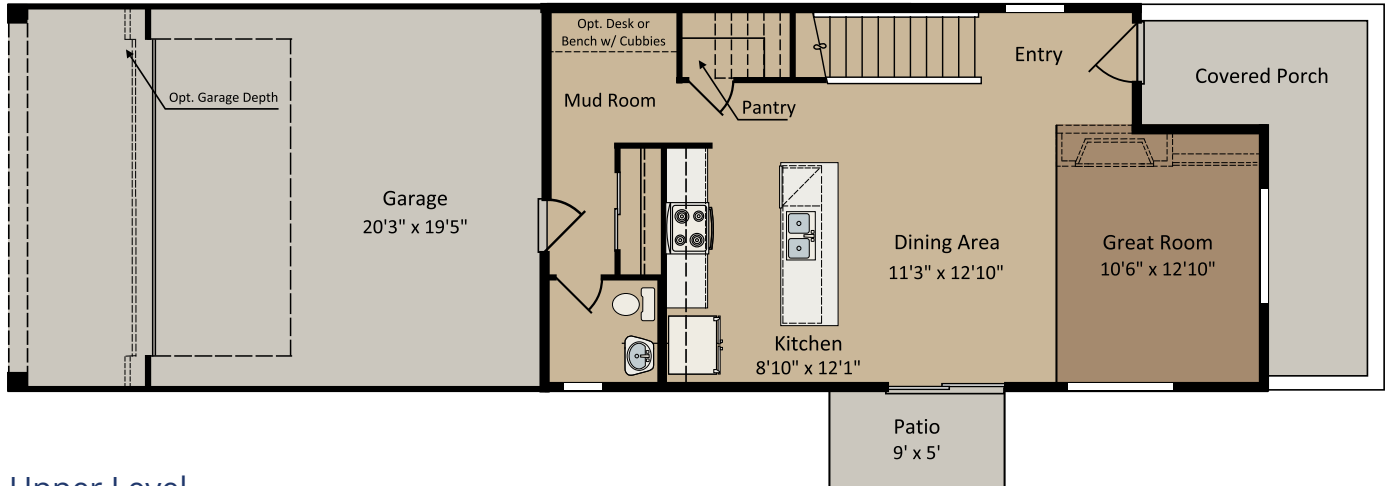 Opt. Desk or
Bench w/ Cubbies
Entry
Covered Porch
Opt. Garage Depth
Mud Room
Pantry
Garage
20'3" x 19'5"
Dining Area
11'3" x 12'10"
Great Room
10'6" x 12'10"
Kitchen
8'10" x 12'1"
Patio
9' x 5'
Upper Level